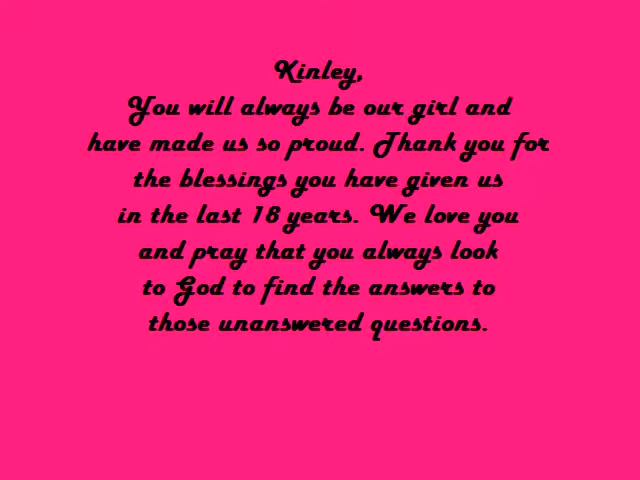 Kinley,
You will always be our girl and
have made us so proud. Thank you for
the blessings you have given us
in the last 18 years. We love you
and pray that you always look
to God to find the answers to
those unanswered questions.